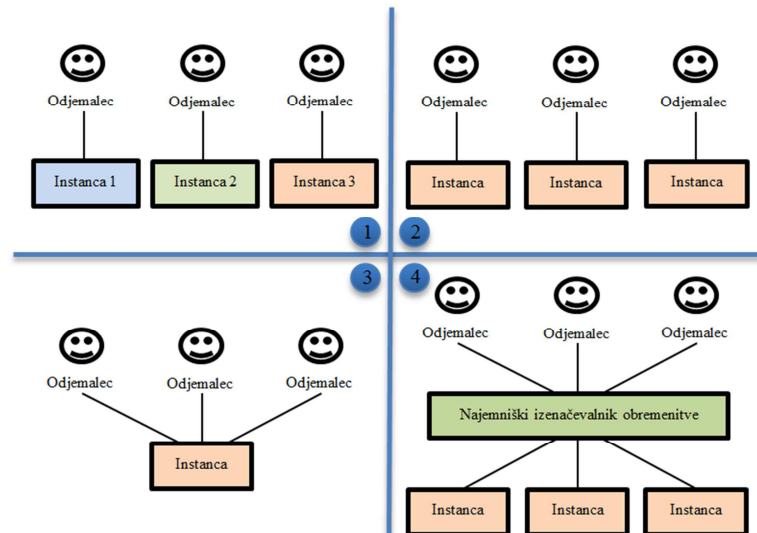 Odjemalec Odjemalec Odjemalec
Instanca 1 Instanca 2 Instanca 3
1
Odjemalec Odjemalec Odjemalec
Instanca Instanca Instanca
2
3
Odjemalec Odjemalec Odjemalec
Instanca
4
Odjemalec Odjemalec Odjemalec
Najemniški izenačevalnik obremenitve
Instanca Instanca Instanca